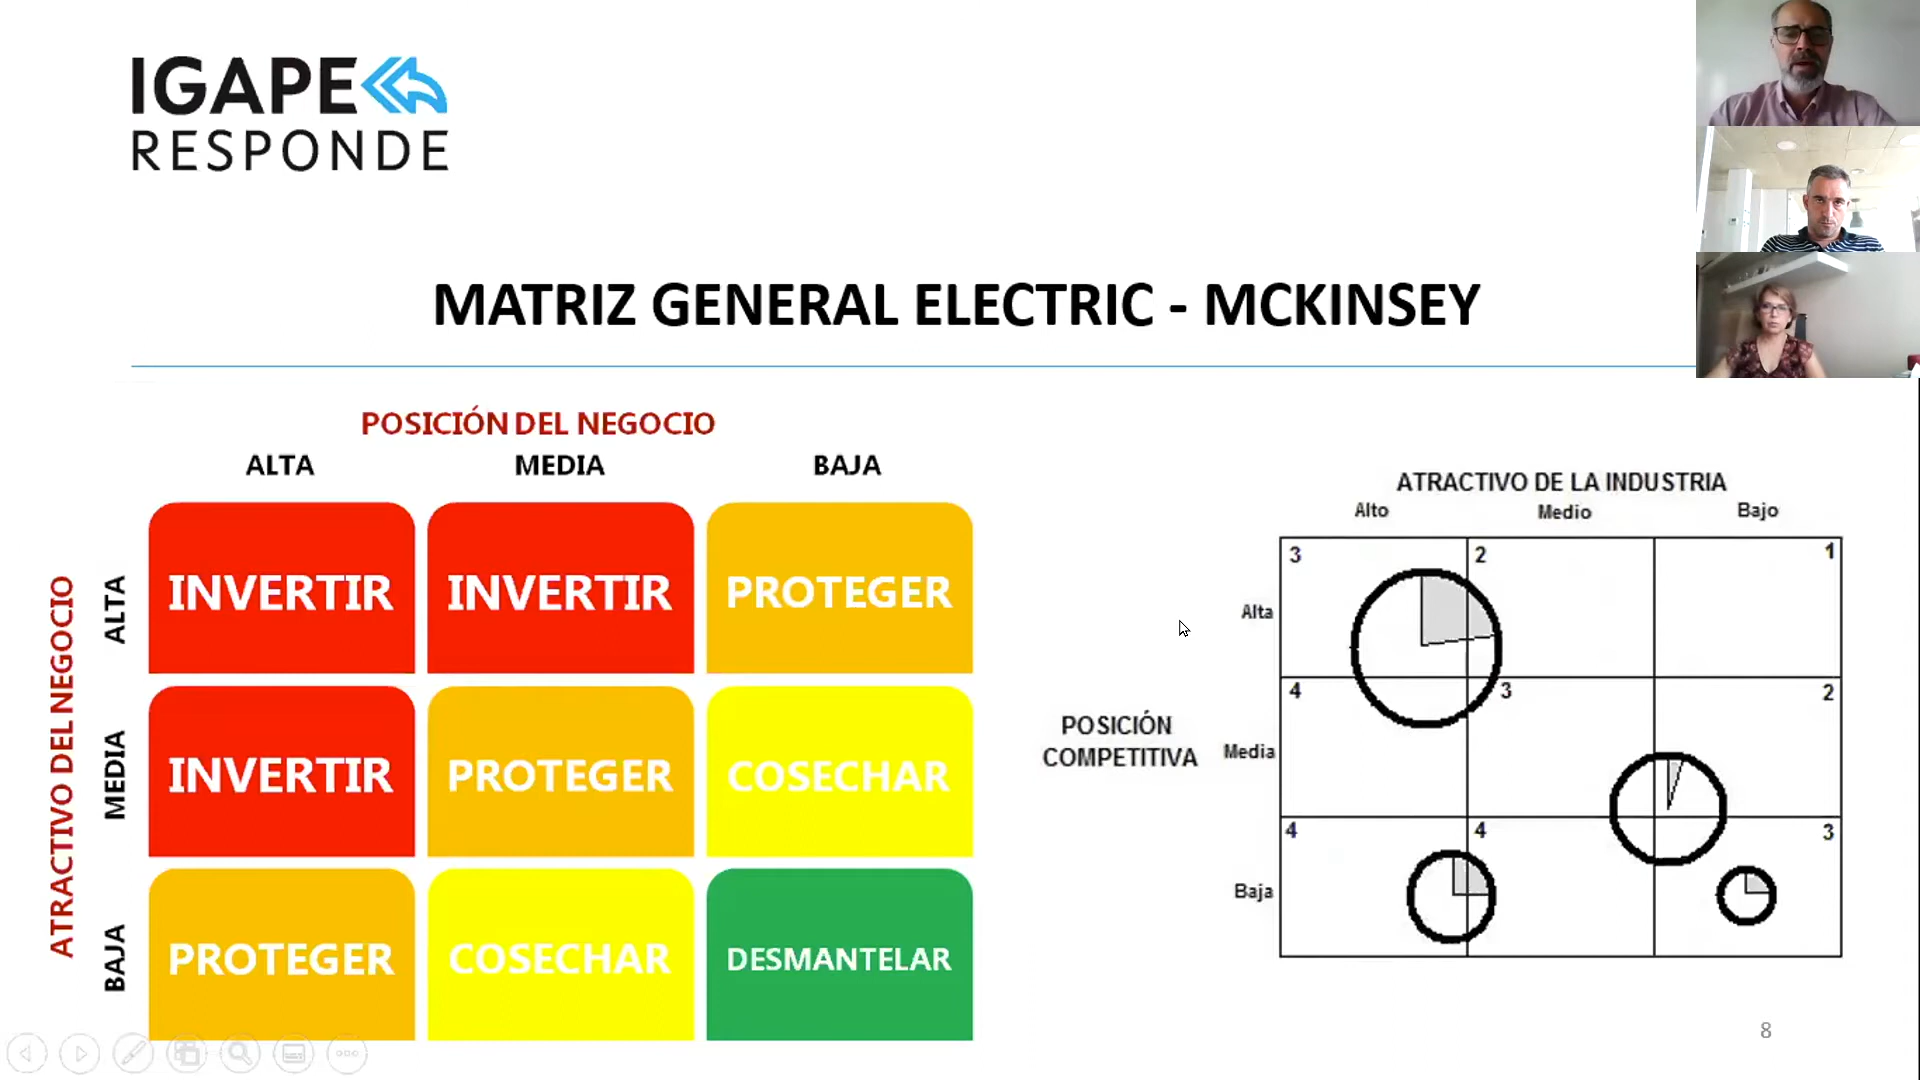 IGAPE
RESPONDE
MATRIZ GENERAL ELECTRIC - MCKINSEY
POSICIÓN DEL NEGOCIO
ALTA MEDIA BAJA
ATRACTIVO DEL NEGOCIO
ALTA
INVERTIR INVERTIR PROTEGER
MEDIA
INVERTIR PROTEGER COSECHAR
BAJA
PROTEGER COSECHAR DESMANTELAR
ATRACTIVO DE LA INDUSTRIA
Alto Medio Bajo
POSICIÓN
COMPETITIVA
3 2 1
Alta
4 3 2
Media
4 4 3
Baja
8